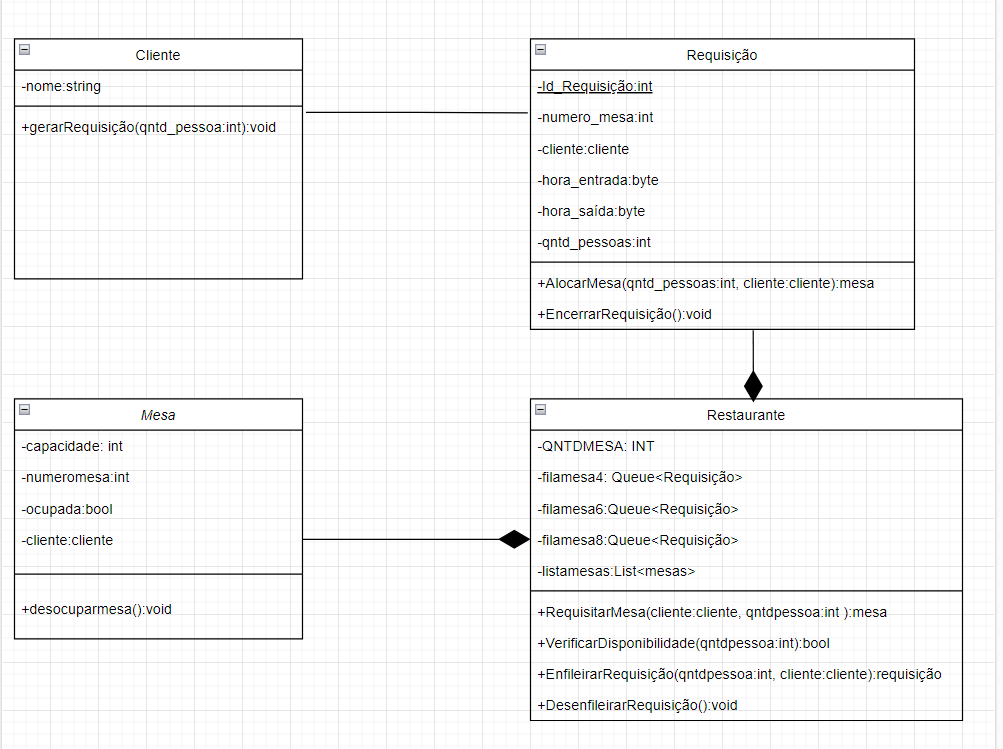 Cliente
-nome:string
+gerarRequisição(qntd_pessoa:int):void
Requisição
-Id_Requisição:int
-numero_mesa:int
-cliente:cliente
-hora_entrada:byte
-hora_saída:byte
-qntd_pessoas:int
+AlocarMesa(qntd_pessoas:int, cliente:cliente):mesa
+EncerrarRequisição():void
Mesa
-capacidade: int
-numeromesa:int
-ocupada:bool
-cliente:cliente
+desocuparmesa():void
Restaurante
-QNTDMESA: INT
-filamesa4: Queue<Requisição>
-filamesa6:Queue<Requisição>
-filamesa8:Queue<Requisição>
-listamesas:List<mesas>
+RequisitarMesa(cliente:cliente, qntdpessoa:int ):mesa
+VerificarDisponibilidade(qntdpessoa:int):bool
+EnfileirarRequisição(qntdpessoa:int, cliente:cliente):requisição
+DesenfileirarRequisição():void